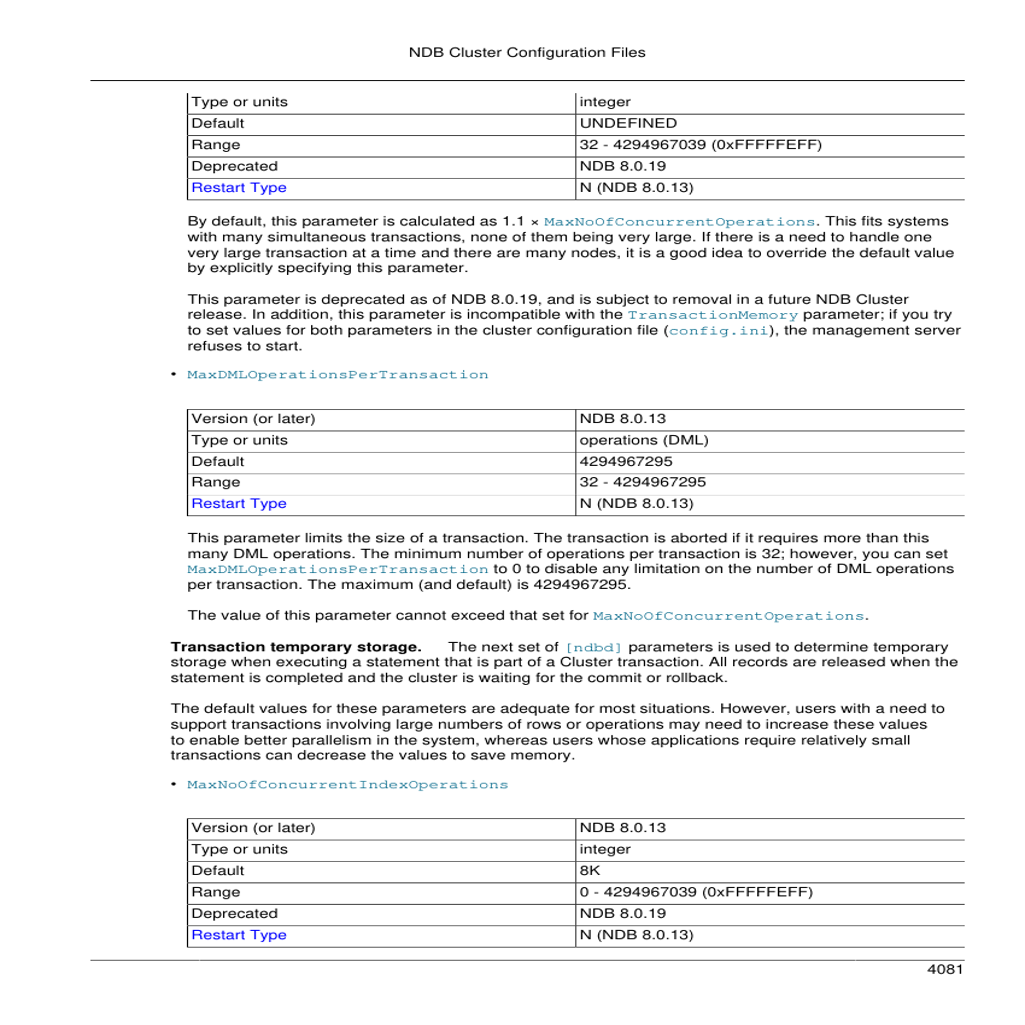 NDB Cluster Configuration Files
Type or units integer
Default UNDEFINED
Range 32 - 4294967039 (0xFFFFFEFF)
Deprecated NDB 8.0.19
Restart Type N (NDB 8.0.13)
By default, this parameter is calculated as 1.1 × MaxNoOfConcurrentOperations. This fits systems
with many simultaneous transactions, none of them being very large. If there is a need to handle one
very large transaction at a time and there are many nodes, it is a good idea to override the default value
by explicitly specifying this parameter.
This parameter is deprecated as of NDB 8.0.19, and is subject to removal in a future NDB Cluster
release. In addition, this parameter is incompatible with the TransactionMemory parameter; if you try
to set values for both parameters in the cluster configuration file (config.ini), the management server
refuses to start.
• MaxDMLOperationsPerTransaction
Version (or later) NDB 8.0.13
Type or units operations (DML)
Default 4294967295
Range 32 - 4294967295
Restart Type N (NDB 8.0.13)
This parameter limits the size of a transaction. The transaction is aborted if it requires more than this
many DML operations. The minimum number of operations per transaction is 32; however, you can set
MaxDMLOperationsPerTransaction to 0 to disable any limitation on the number of DML operations
per transaction. The maximum (and default) is 4294967295.
The value of this parameter cannot exceed that set for MaxNoOfConcurrentOperations.
Transaction temporary storage. The next set of [ndbd] parameters is used to determine temporary
storage when executing a statement that is part of a Cluster transaction. All records are released when the
statement is completed and the cluster is waiting for the commit or rollback.
The default values for these parameters are adequate for most situations. However, users with a need to
support transactions involving large numbers of rows or operations may need to increase these values
to enable better parallelism in the system, whereas users whose applications require relatively small
transactions can decrease the values to save memory.
• MaxNoOfConcurrentIndexOperations
Version (or later) NDB 8.0.13
Type or units integer
Default 8K
Range 0 - 4294967039 (0xFFFFFEFF)
Deprecated NDB 8.0.19
Restart Type N (NDB 8.0.13)
4081